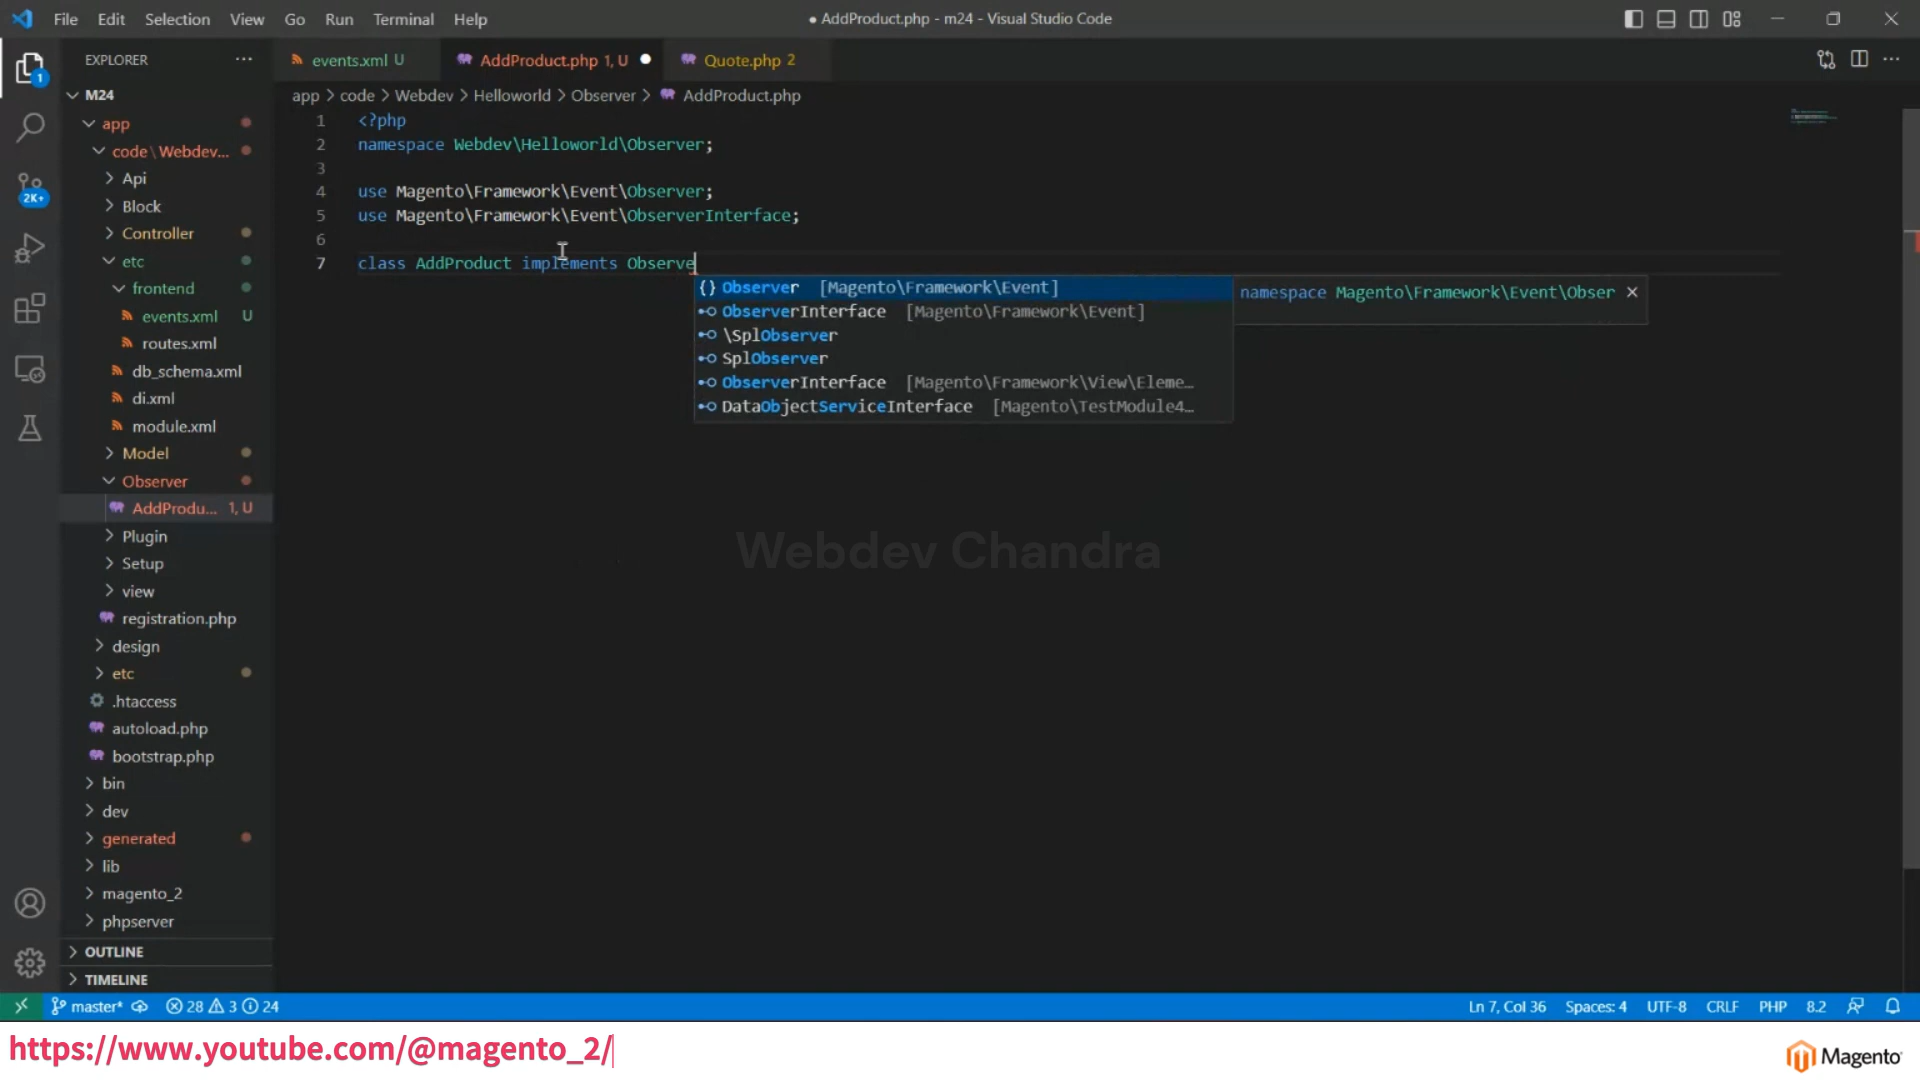 File Edit Selection View Go Run Terminal Help
● AddProduct.php - m24 - Visual Studio Code
EXPLORER ···
events.xml U
AddProduct.php 1, U
Quote.php 2
app > code > Webdev > Helloworld > Observer > AddProduct.php
1
2K+
M24
app
code\Webdev...
Api
Block
Controller
etc
frontend
events.xml U
routes.xml
db_schema.xml
di.xml
module.xml
Model
Observer
AddProdu... 1, U
Plugin
Setup
view
registration.php
design
etc
.htaccess
autoload.php
bootstrap.php
bin
dev
generated
lib
magento_2
phpserver
OUTLINE
TIMELINE
1 <?php
2 namespace Webdev\Helloworld\Observer;
3
4 use Magento\Framework\Event\Observer;
5 use Magento\Framework\Event\ObserverInterface;
6
7 class AddProduct implements Observe
{} Observer [Magento\Framework\Event]
ObserverInterface [Magento\Framework\Event]
\SplObserver
SplObserver
ObserverInterface [Magento\Framework\View\Eleme…
DataObjectServiceInterface [Magento\TestModule4…
namespace Magento\Framework\Event\Obser ×
Webdev Chandra
master* 28 3 24
Ln 7, Col 36 Spaces: 4 UTF-8 CRLF PHP 8.2
https://www.youtube.com/@magento_2/
Magento